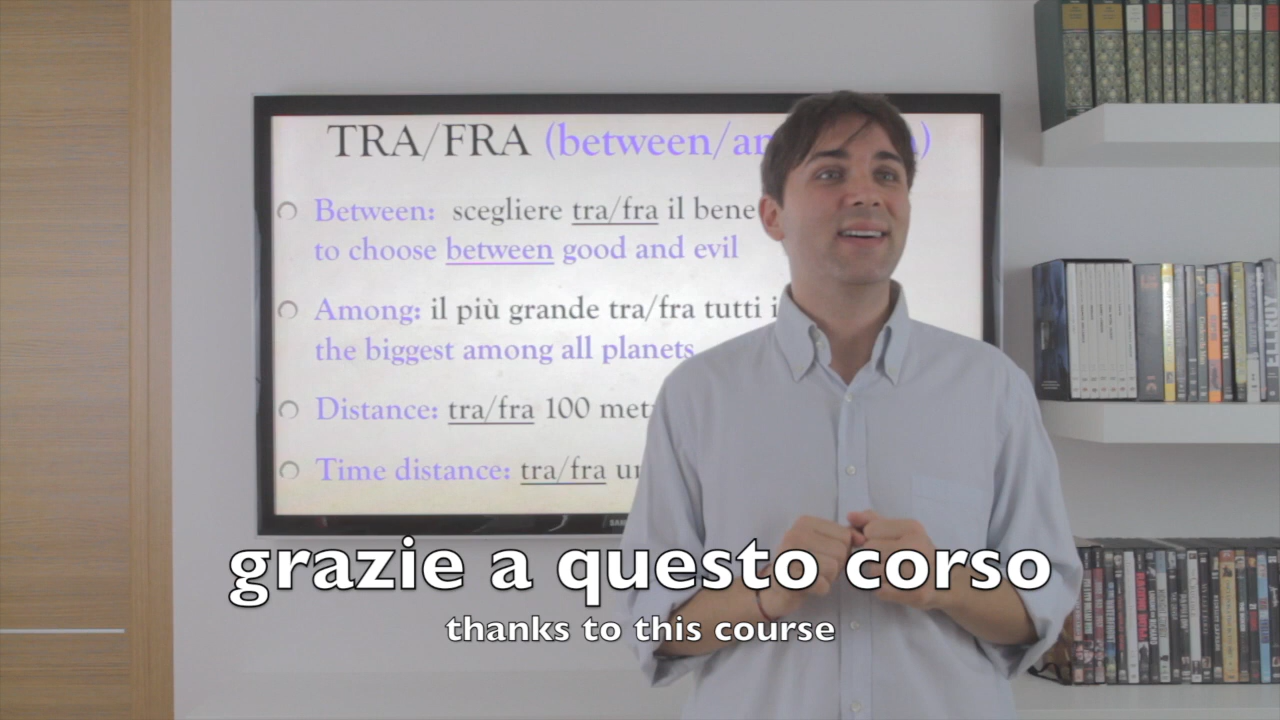 TRA/FRA (between/an )
Between: scegliere tra/fra il bene
to choose between good and evil
Among: il più grande tra/fra tutti i
the biggest among all planets
Distance: tra/fra 100 met
Time distance: tra/fra un
grazie a questo corso
thanks to this course